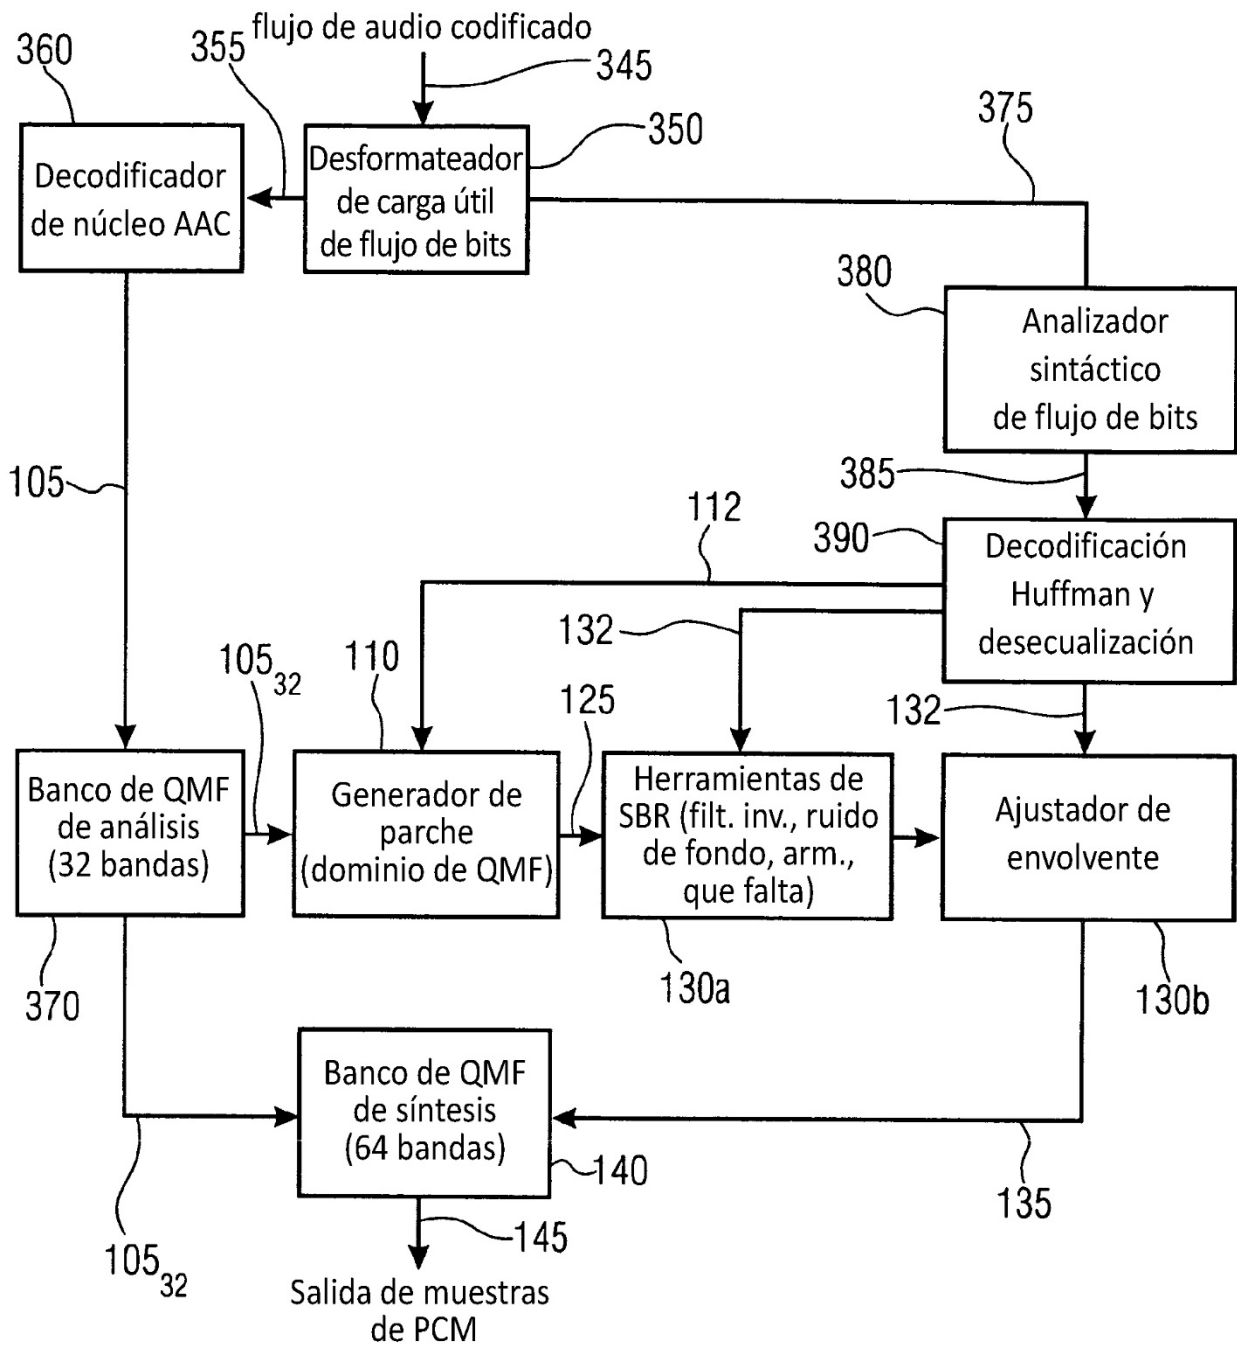 flujo de audio codificado
360
355
345
350
375
Decodificador
de núcleo AAC
Desformateador
de carga útil
de flujo de bits
380
Analizador
sintáctico
de flujo de bits
105
385
112
390
Decodificación
Huffman y
desecualización
132
105 32
110
125
132
Banco de QMF
de análisis
(32 bandas)
Generador de
parche
(dominio de QMF)
Herramientas de
SBR (filt. inv., ruido
de fondo, arm.,
que falta)
Ajustador de
envolvente
370
130a
130b
Banco de QMF
de síntesis
(64 bandas)
140
135
105 32
145
Salida de muestras
de PCM